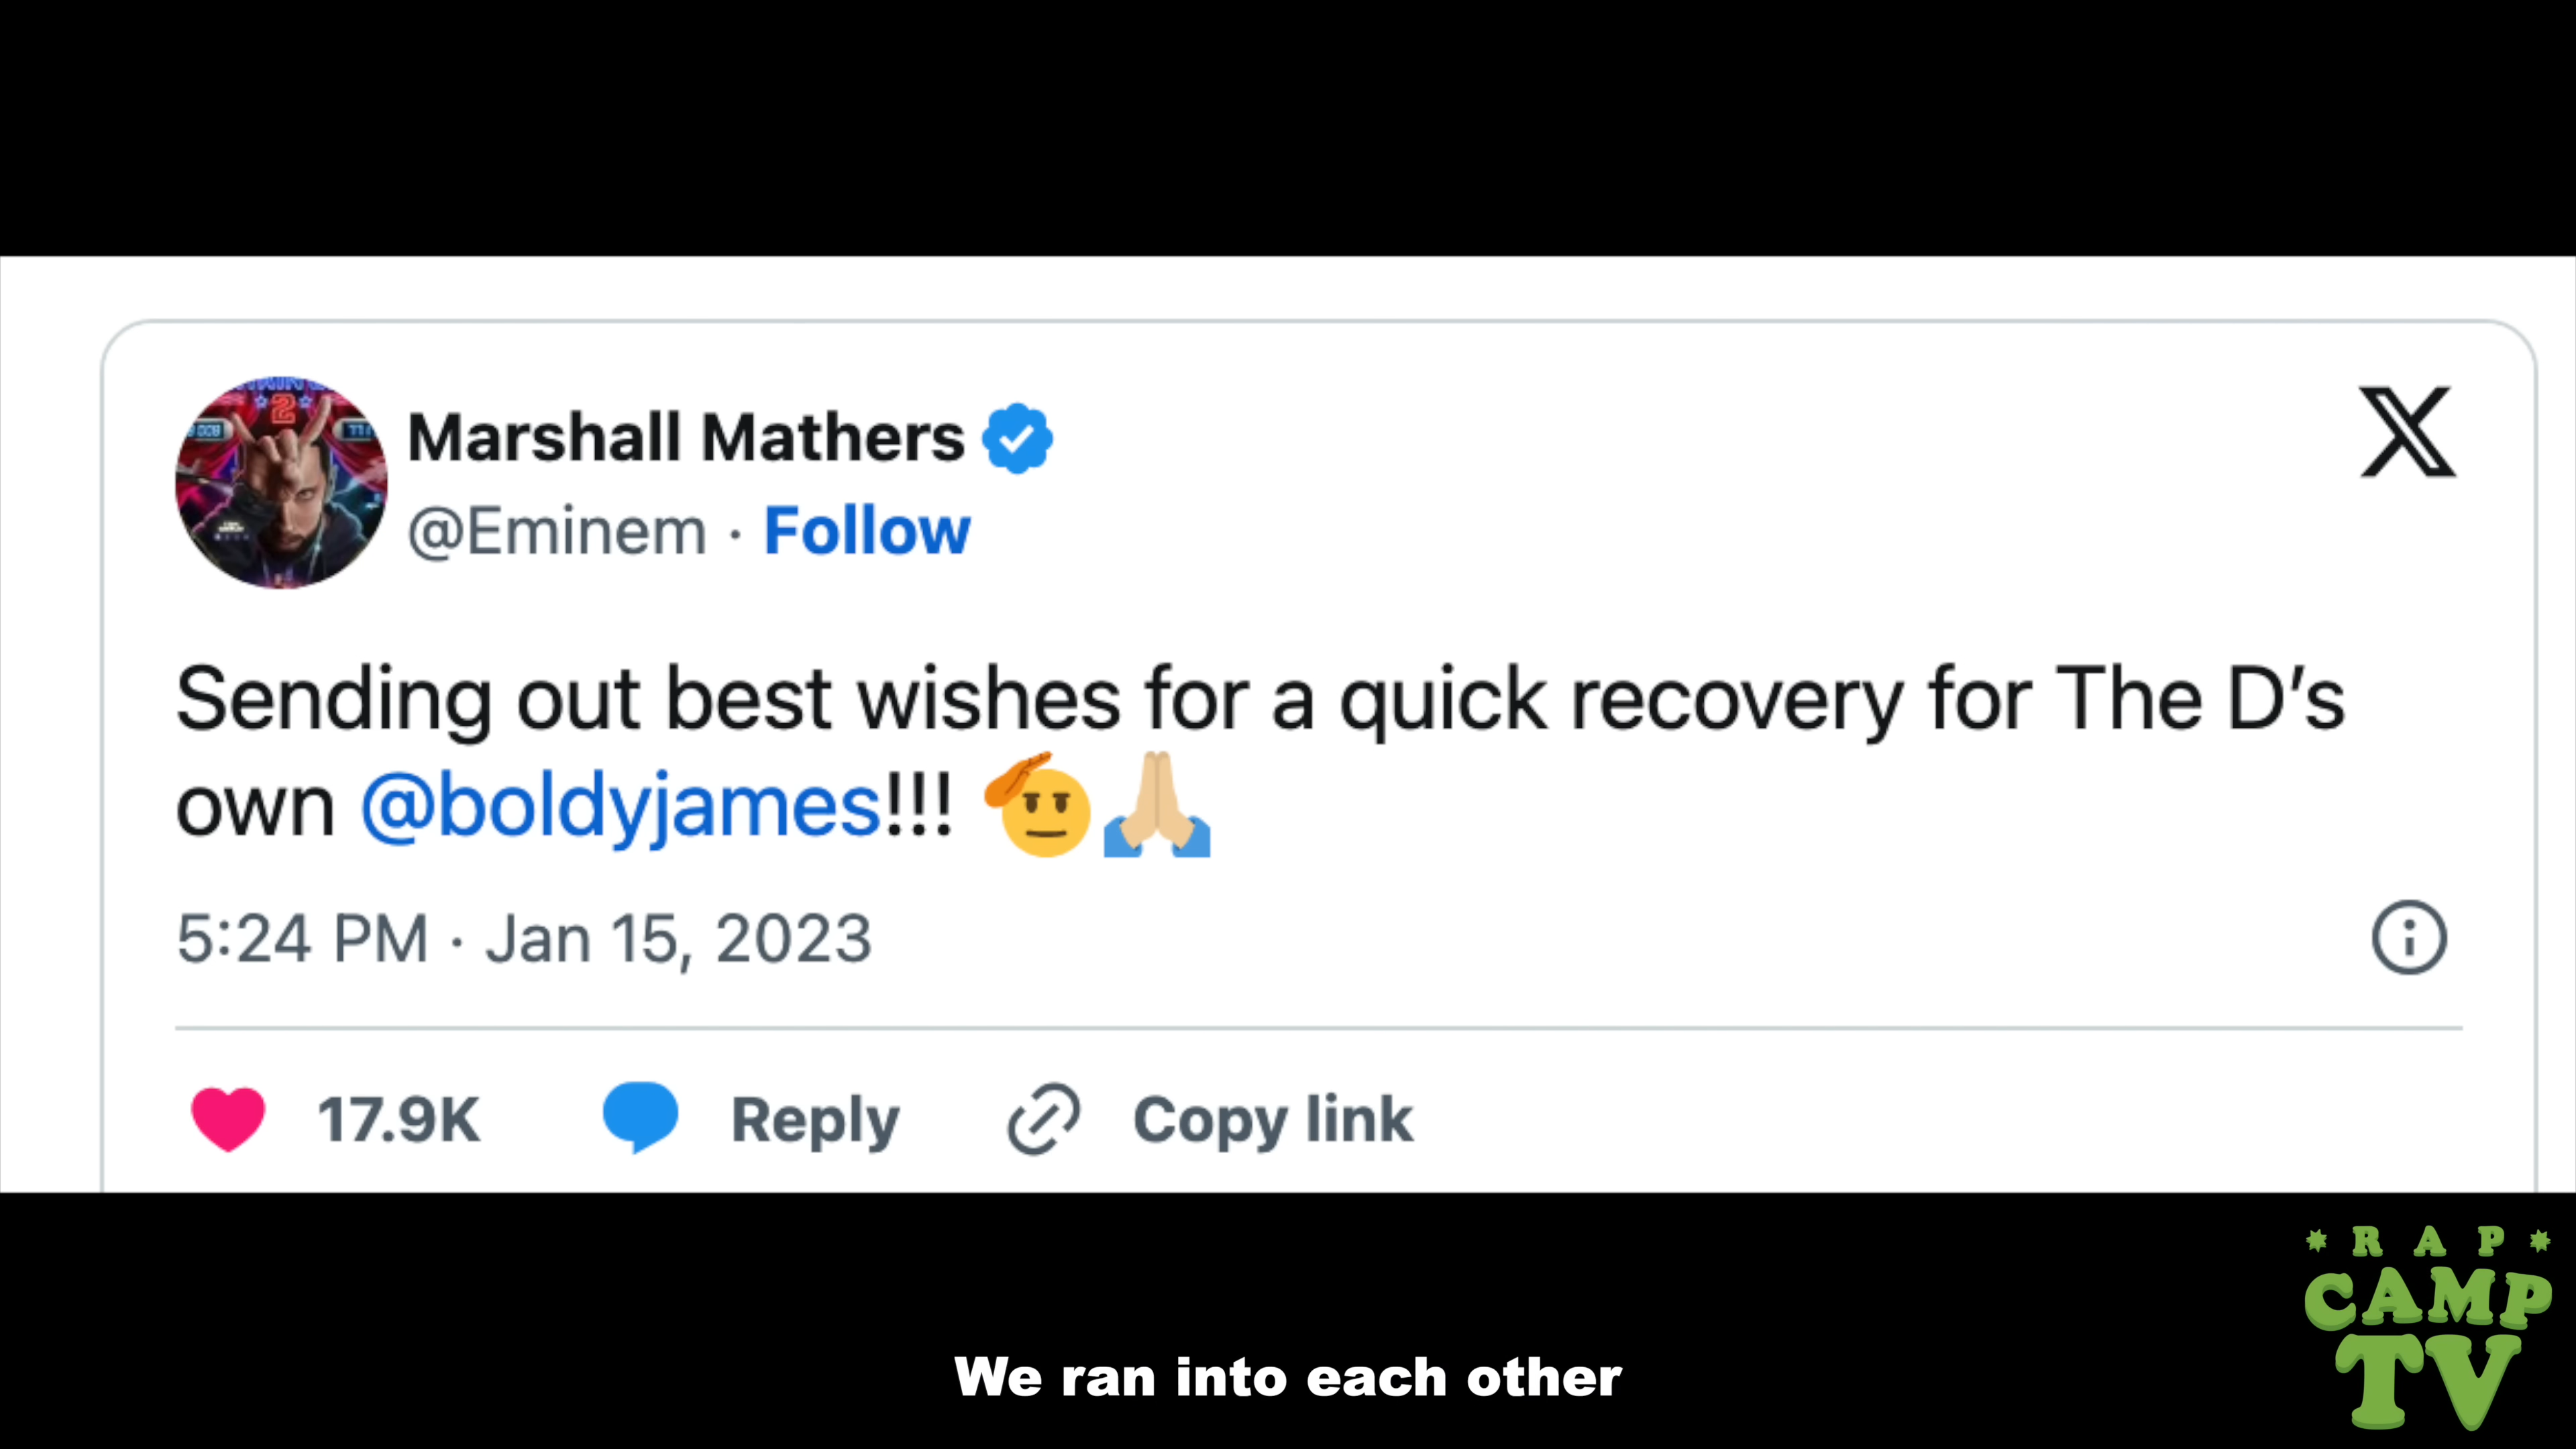 2
Marshall Mathers
@Eminem · Follow
Sending out best wishes for a quick recovery for The D’s
own @boldyjames!!! 🫡🙏🏼
5:24 PM · Jan 15, 2023
17.9K Reply Copy link
RAP
CAMP
TV
We ran into each other